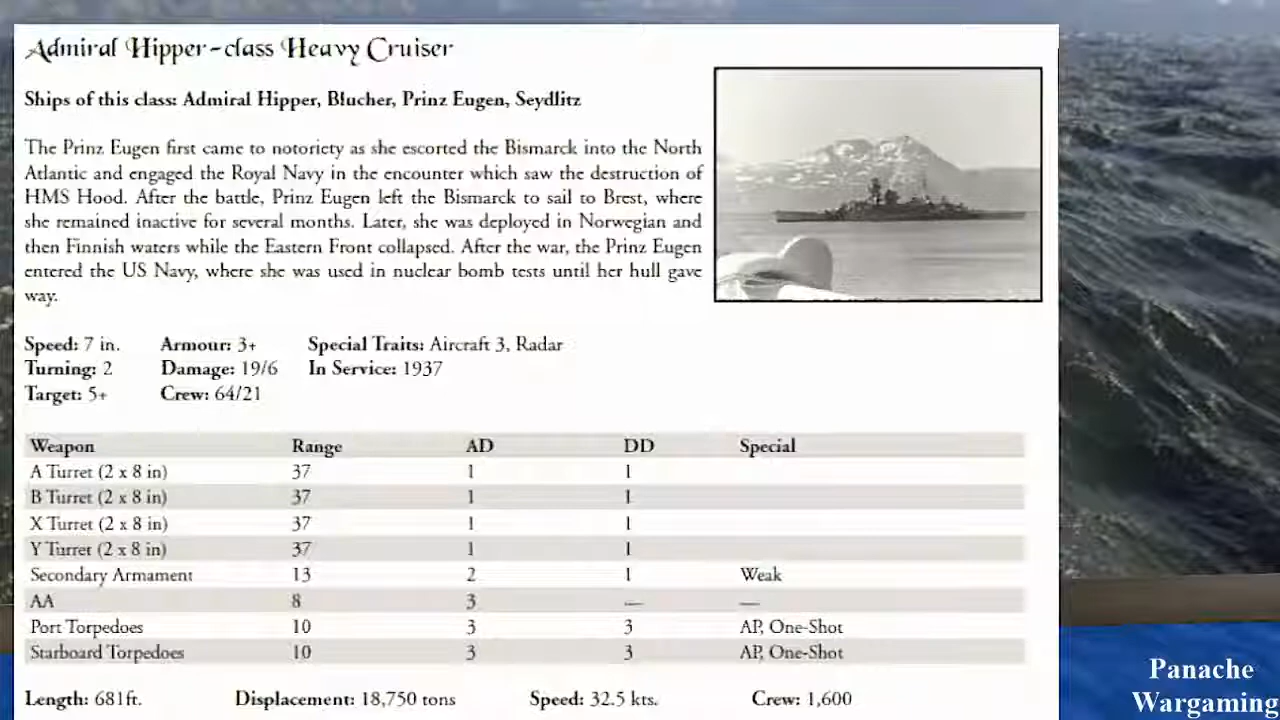 Admiral Hipper-class Heavy Cruiser
Ships of this class: Admiral Hipper, Blucher, Prinz Eugen, Seydlitz
The Prinz Eugen first came to notoriety as she escorted the Bismarck into the North
Atlantic and engaged the Royal Navy in the encounter which saw the destruction of
HMS Hood. After the battle, Prinz Eugen left the Bismarck to sail to Brest, where
she remained inactive for several months. Later, she was deployed in Norwegian and
then Finnish waters while the Eastern Front collapsed. After the war, the Prinz Eugen
entered the US Navy, where she was used in nuclear bomb tests until her hull gave
way.
Speed: 7 in. Armour: 3+ Special Traits: Aircraft 3, Radar
Turning: 2 Damage: 19/6 In Service: 1937
Target: 5+ Crew: 64/21
Weapon Range AD DD Special
A Turret (2 x 8 in) 37 1 1
B Turret (2 x 8 in) 37 1 1
X Turret (2 x 8 in) 37 1 1
Y Turret (2 x 8 in) 37 1 1
Secondary Armament 13 2 1 Weak
AA 8 3 — —
Port Torpedoes 10 3 3 AP, One-Shot
Starboard Torpedoes 10 3 3 AP, One-Shot
Length: 681ft. Displacement: 18,750 tons Speed: 32.5 kts. Crew: 1,600
Panache
Wargaming